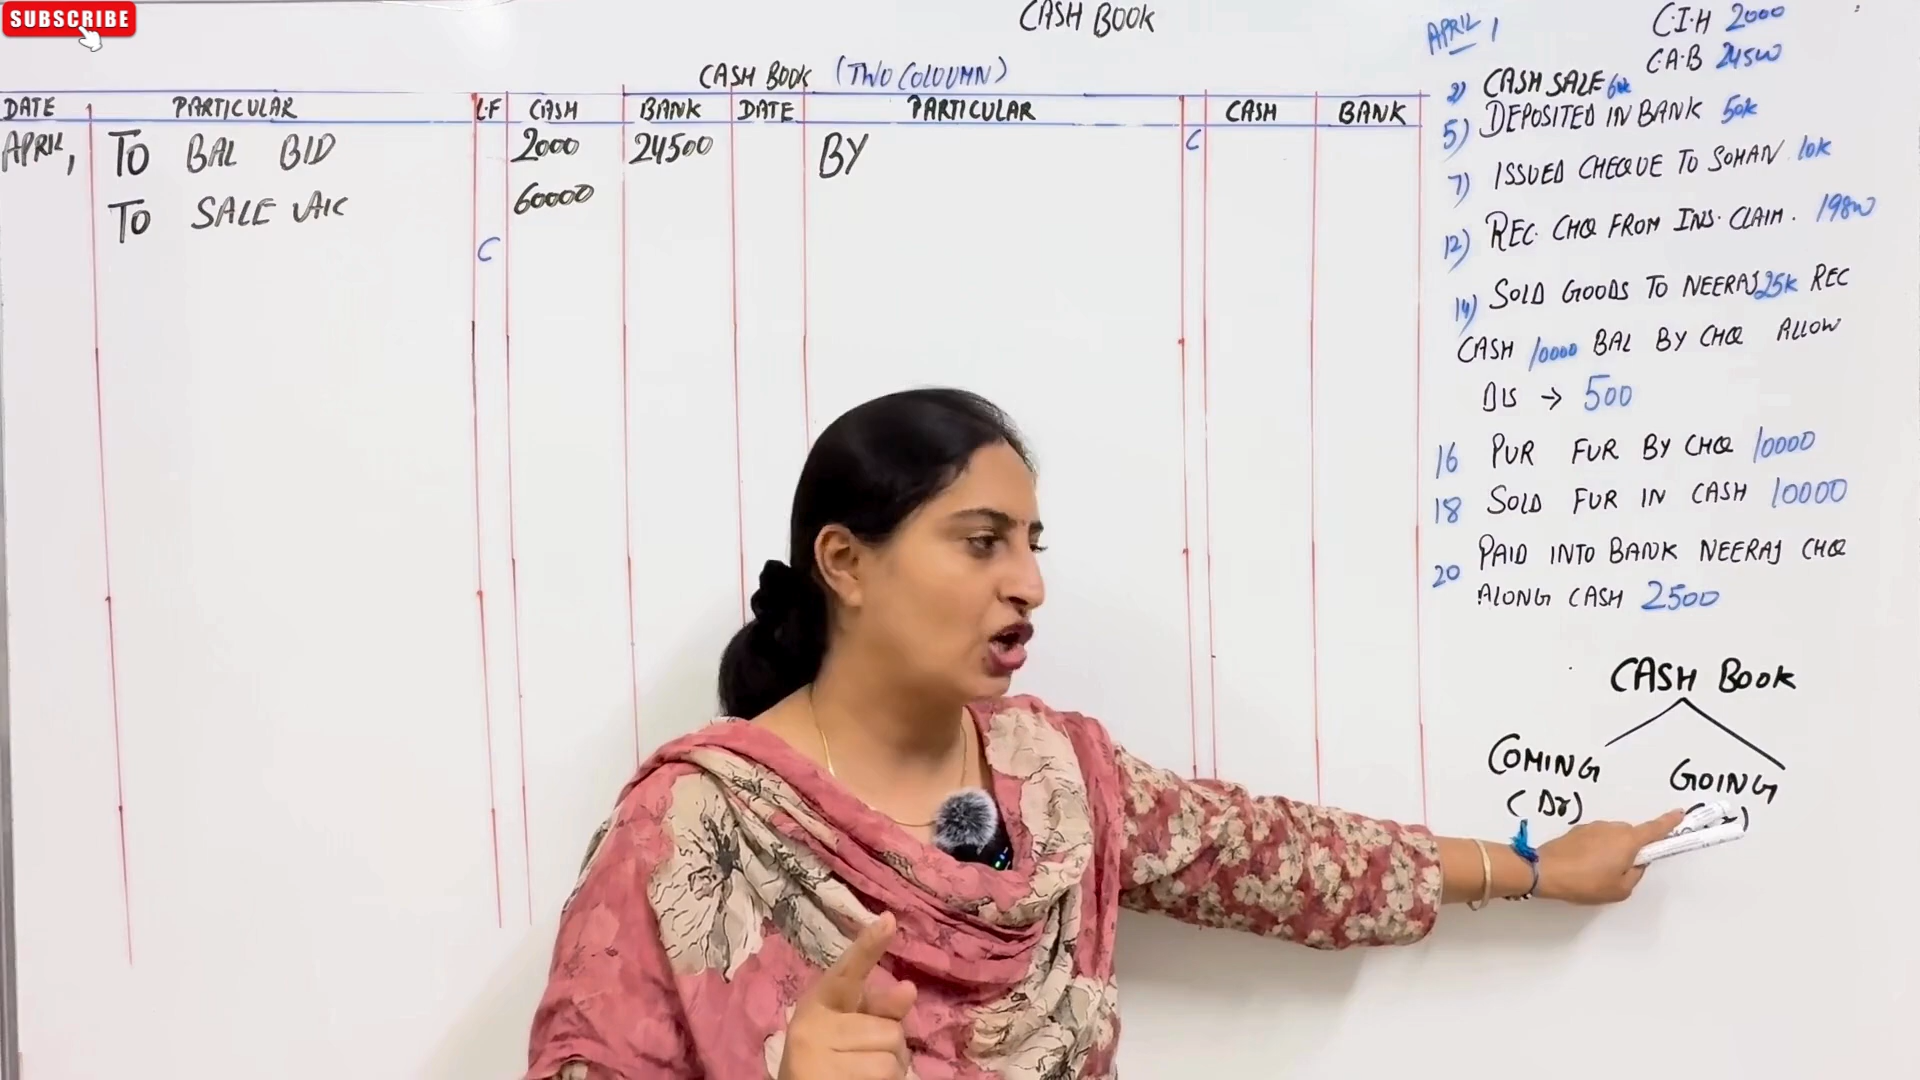 SUBSCRIBE
CASH BOOK
CASH BOOK (TWO COLOUMN)
DATE PARTICULAR L.F CASH BANK DATE PARTICULAR CASH BANK
APRIL, TO BAL B/D 2000 24500 BY C
TO SALE A/C 60000
C
APRIL 1 C.I.H 2000
C.A.B 24500
2) CASH SALE 60K
5) DEPOSITED IN BANK 50K
7) ISSUED CHEQUE TO SOHAN 10K
12) REC. CHQ FROM INS. CLAIM. 19800
14) SOLD GOODS TO NEERAJ 25K REC
CASH 10000 BAL BY CHQ ALLOW
DIS → 500
16 PUR FUR BY CHQ 10000
18 SOLD FUR IN CASH 10000
20 PAID INTO BANK NEERAJ CHQ
ALONG CASH 2500
CASH BOOK
COMING GOING
(Dr)